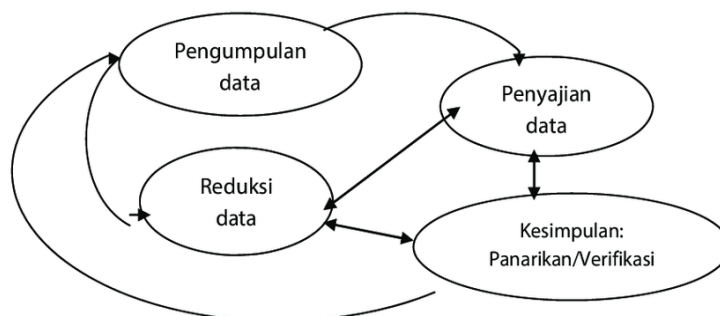 Pengumpulan
data
Penyajian
data
Reduksi
data
Kesimpulan:
Panarikan/Verifikasi